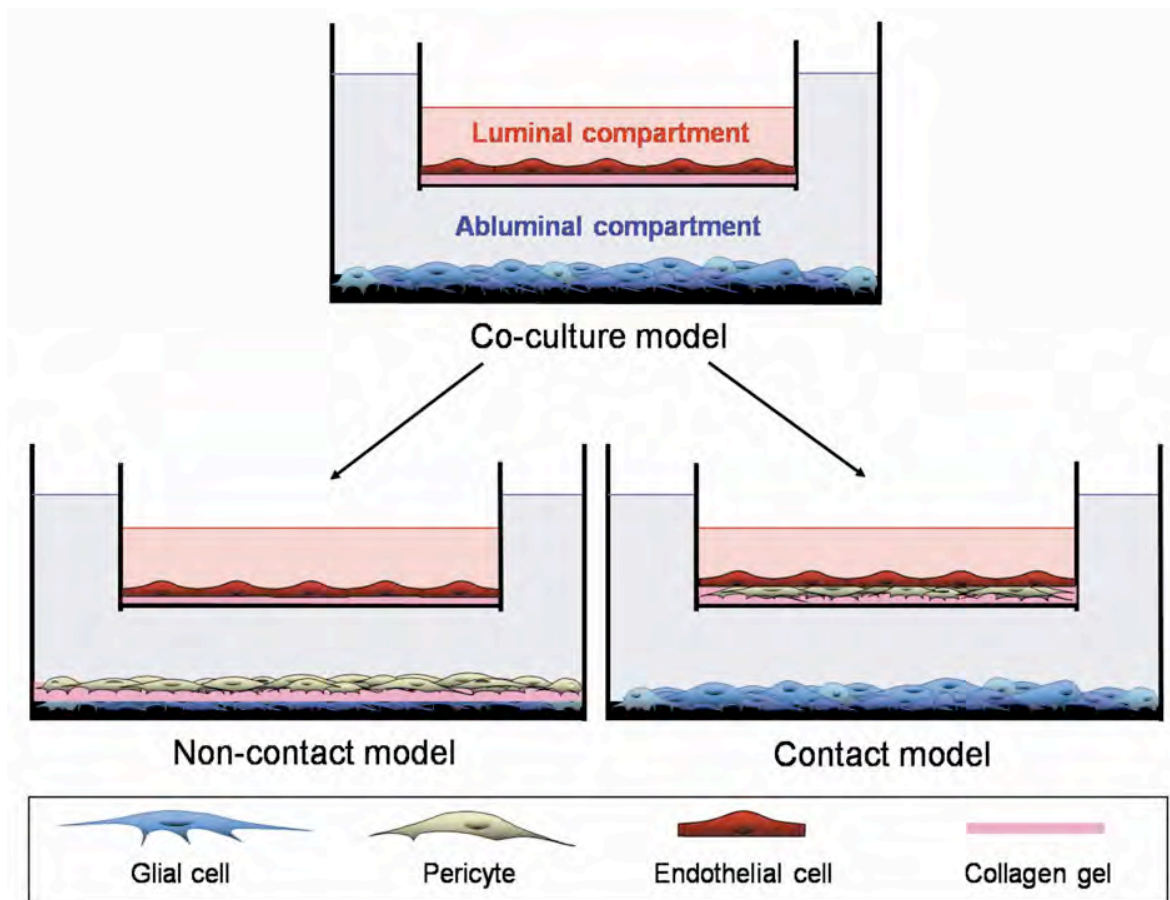 Luminal compartment
Abluminal compartment
Co-culture model
Non-contact model
Contact model
Glial cell
Pericyte
Endothelial cell
Collagen gel